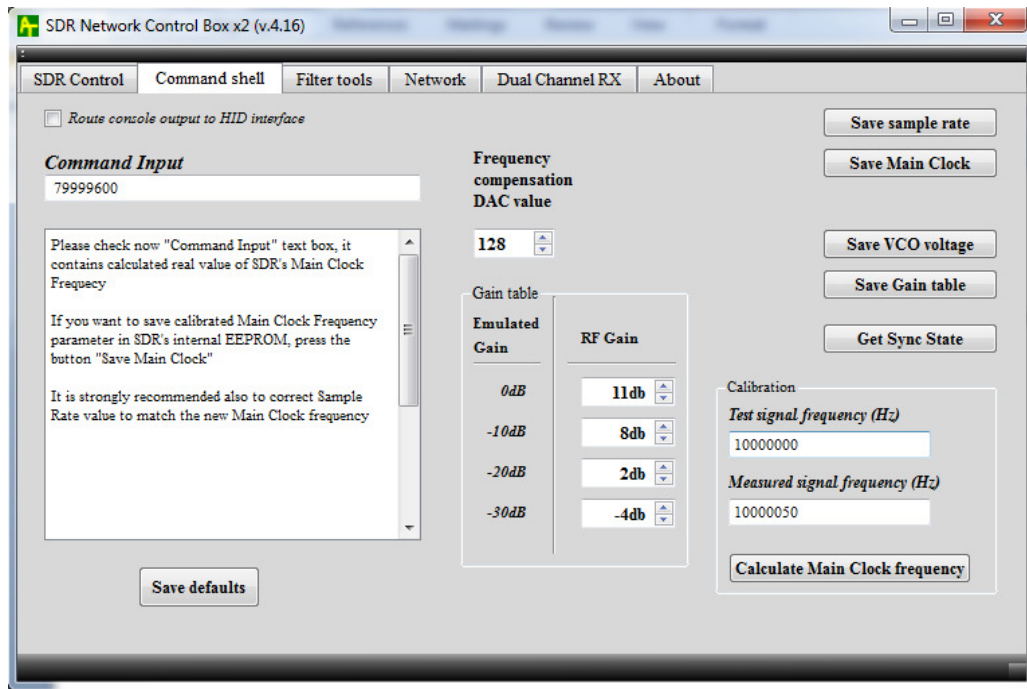 SDR Network Control Box x2 (v.4.16)
SDR Control
Command shell
Filter tools
Network
Dual Channel RX
About
Route console output to HID interface
Command Input
79999600
Please check now "Command Input" text box, it
contains calculated real value of SDR's Main Clock
Frequecy
If you want to save calibrated Main Clock Frequency
parameter in SDR's internal EEPROM, press the
button "Save Main Clock"
It is strongly recommended also to correct Sample
Rate value to match the new Main Clock frequency
Save defaults
Frequency
compensation
DAC value
128
Gain table
Emulated
Gain
RF Gain
0dB
11db
-10dB
8db
-20dB
2db
-30dB
-4db
Save sample rate
Save Main Clock
Save VCO voltage
Save Gain table
Get Sync State
Calibration
Test signal frequency (Hz)
10000000
Measured signal frequency (Hz)
10000050
Calculate Main Clock frequency